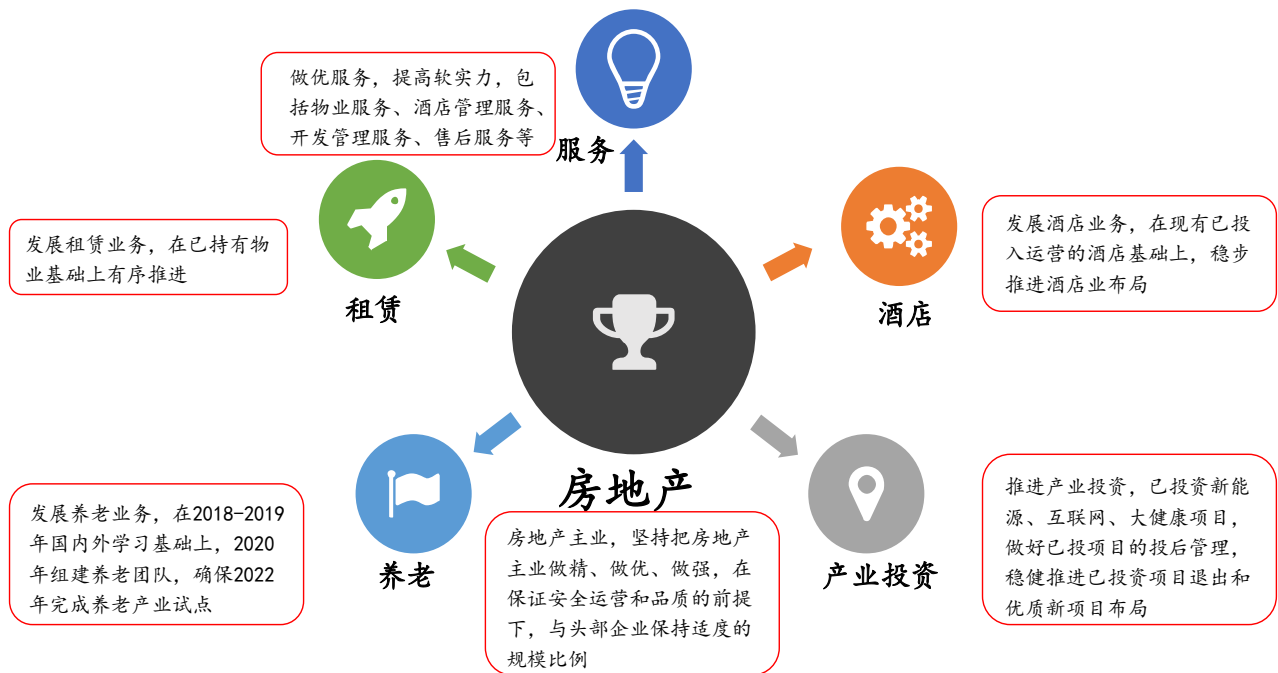 做优服务，提高软实力，包
括物业服务、酒店管理服务、
开发管理服务、售后服务等
服务
发展租赁业务，在已持有物
业基础上有序推进
租赁
发展酒店业务，在现有已投
入运营的酒店基础上，稳步
推进酒店业布局
酒店
房地产
房地产主业，坚持把房地产
主业做精、做优、做强，在
保证安全运营和品质的前提
下，与头部企业保持适度的
规模比例
发展养老业务，在2018-2019
年国内外学习基础上，2020
年组建养老团队，确保2022
年完成养老产业试点
养老
推进产业投资，已投资新能
源、互联网、大健康项目，
做好已投项目的投后管理，
稳健推进已投资项目退出和
优质新项目布局
产业投资